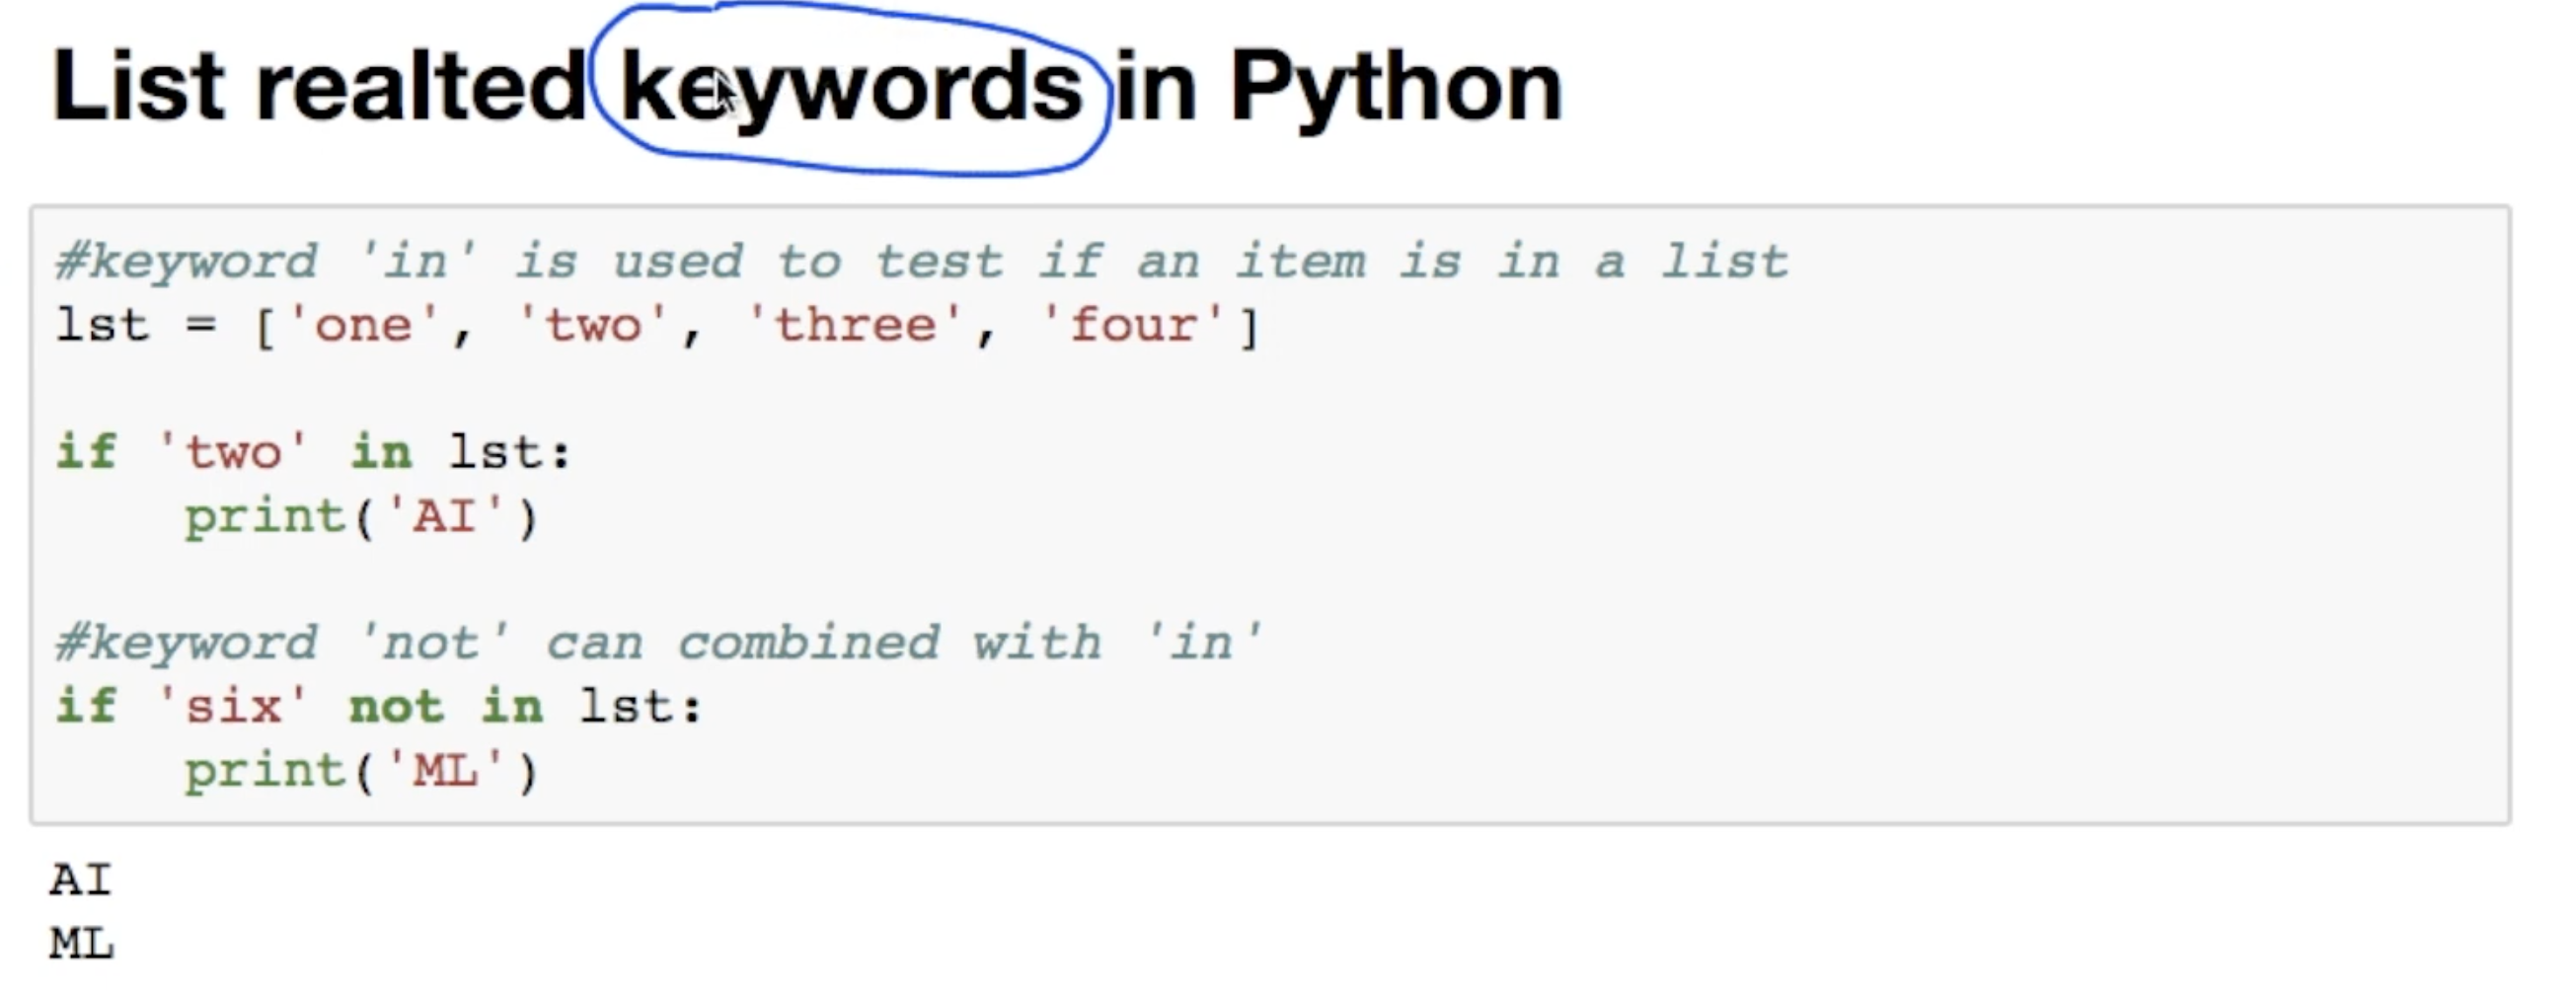 List realted keywords in Python
#keyword 'in' is used to test if an item is in a list
lst = ['one', 'two', 'three', 'four']
if 'two' in lst:
    print('AI')
#keyword 'not' can combined with 'in'
if 'six' not in lst:
    print('ML')
AI
ML